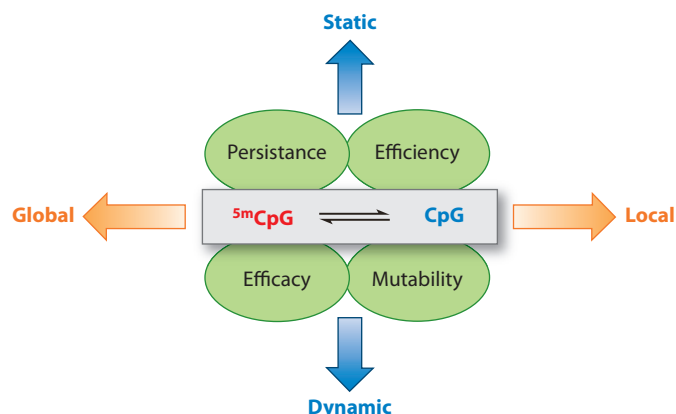 Static
Persistance Efficiency
Global ⁵ᵐCpG ⇌ CpG Local
Efficacy Mutability
Dynamic